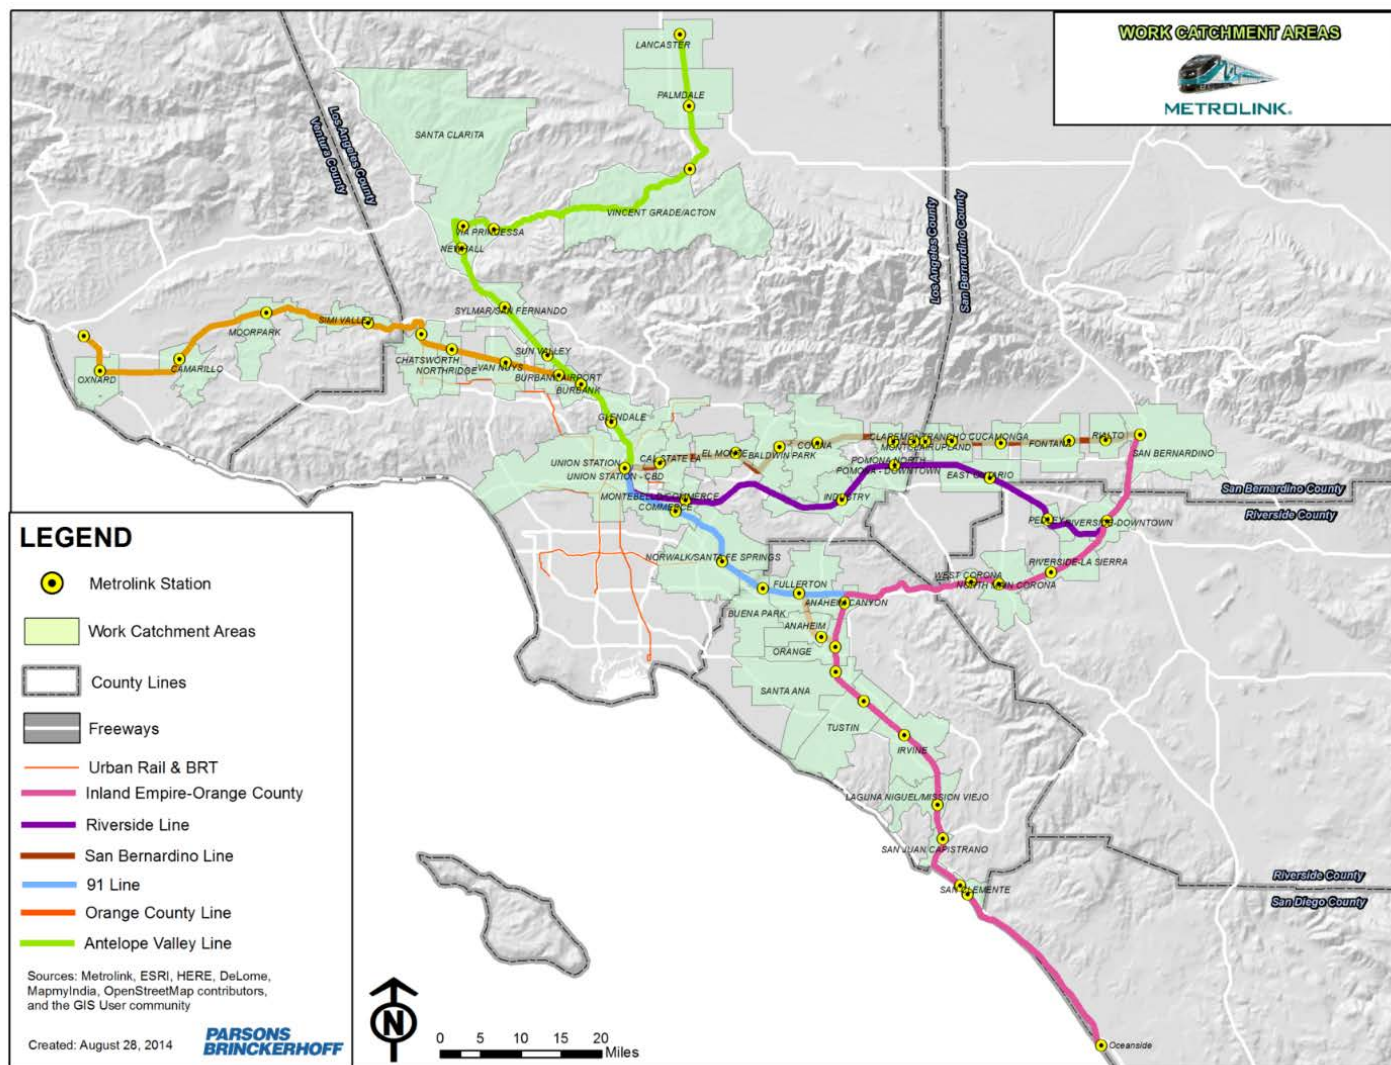 WORK CATCHMENT AREAS
METROLINK®
LANCASTER
PALMDALE
SANTA CLARITA
Los Angeles County
Ventura County
VINCENT GRADE/ACTON
PRINCESSA
Los Angeles County
San Bernardino County
SYLMAR/SAN FERNANDO
MOORPARK
SIMI VALLEY
SUN VALLEY
CHATSWORTH
NORTHRIDGE
VAN NUYS
CAMARILLO
OXNARD
BURBANK AIRPORT
BURBANK
GLENDALE
RANCHO CUCAMONGA
COVINA
UPLAND
FONTANA
RIALTO
EL MONTE
BALDWIN PARK
CAL STATE LA
SAN BERNARDINO
UNION STATION
UNION STATION - CBD
POMONA NORTH
POMONA - DOWNTOWN
EAST ONTARIO
San Bernardino County
Riverside County
MONTEBELLO/COMMERCE
COMMERCE
INDUSTRY
PEDLEY
RIVERSIDE-DOWNTOWN
NORWALK/SANTA FE SPRINGS
RIVERSIDE-LA SIERRA
WEST CORONA
NORTH MAIN CORONA
FULLERTON
ANAHEIM CANYON
BUENA PARK
ANAHEIM
ORANGE
SANTA ANA
TUSTIN
IRVINE
LAGUNA NIGUEL/MISSION VIEJO
SAN JUAN CAPISTRANO
SAN CLEMENTE
Riverside County
San Diego County
Oceanside
LEGEND
Metrolink Station
Work Catchment Areas
County Lines
Freeways
Urban Rail & BRT
Inland Empire-Orange County
Riverside Line
San Bernardino Line
91 Line
Orange County Line
Antelope Valley Line
Sources: Metrolink, ESRI, HERE, DeLorme,
MapmyIndia, OpenStreetMap contributors,
and the GIS User community
Created: August 28, 2014
PARSONS
BRINCKERHOFF
N
0 5 10 15 20
Miles